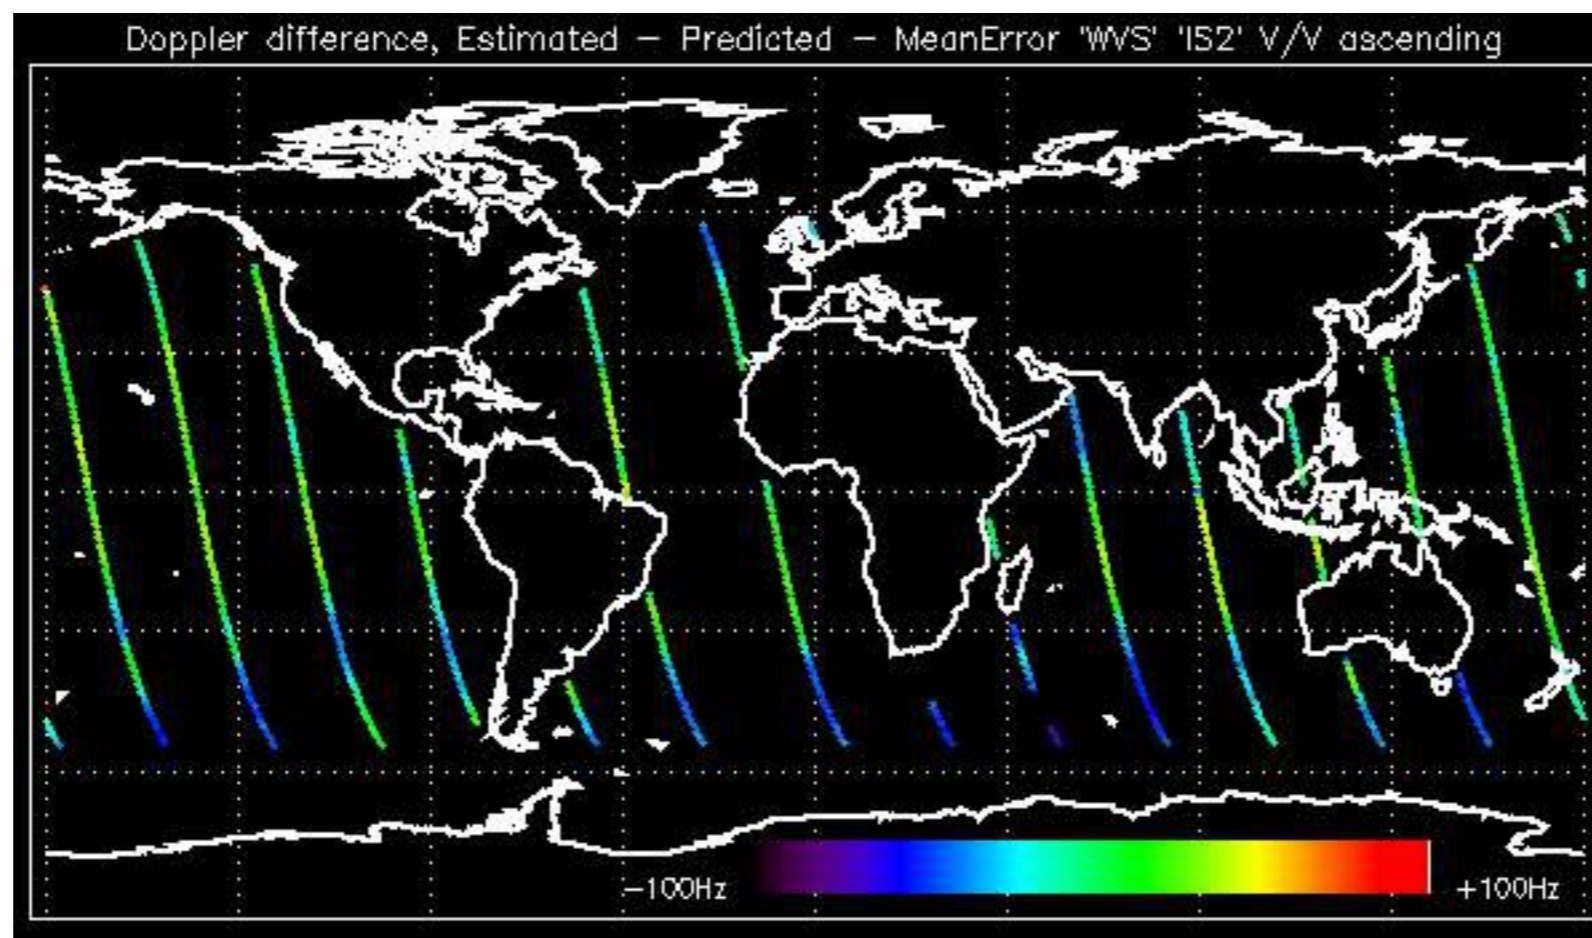 Doppler difference, Estimated – Predicted – MeanError 'WVS' 'IS2' V/V ascending
-100Hz +100Hz